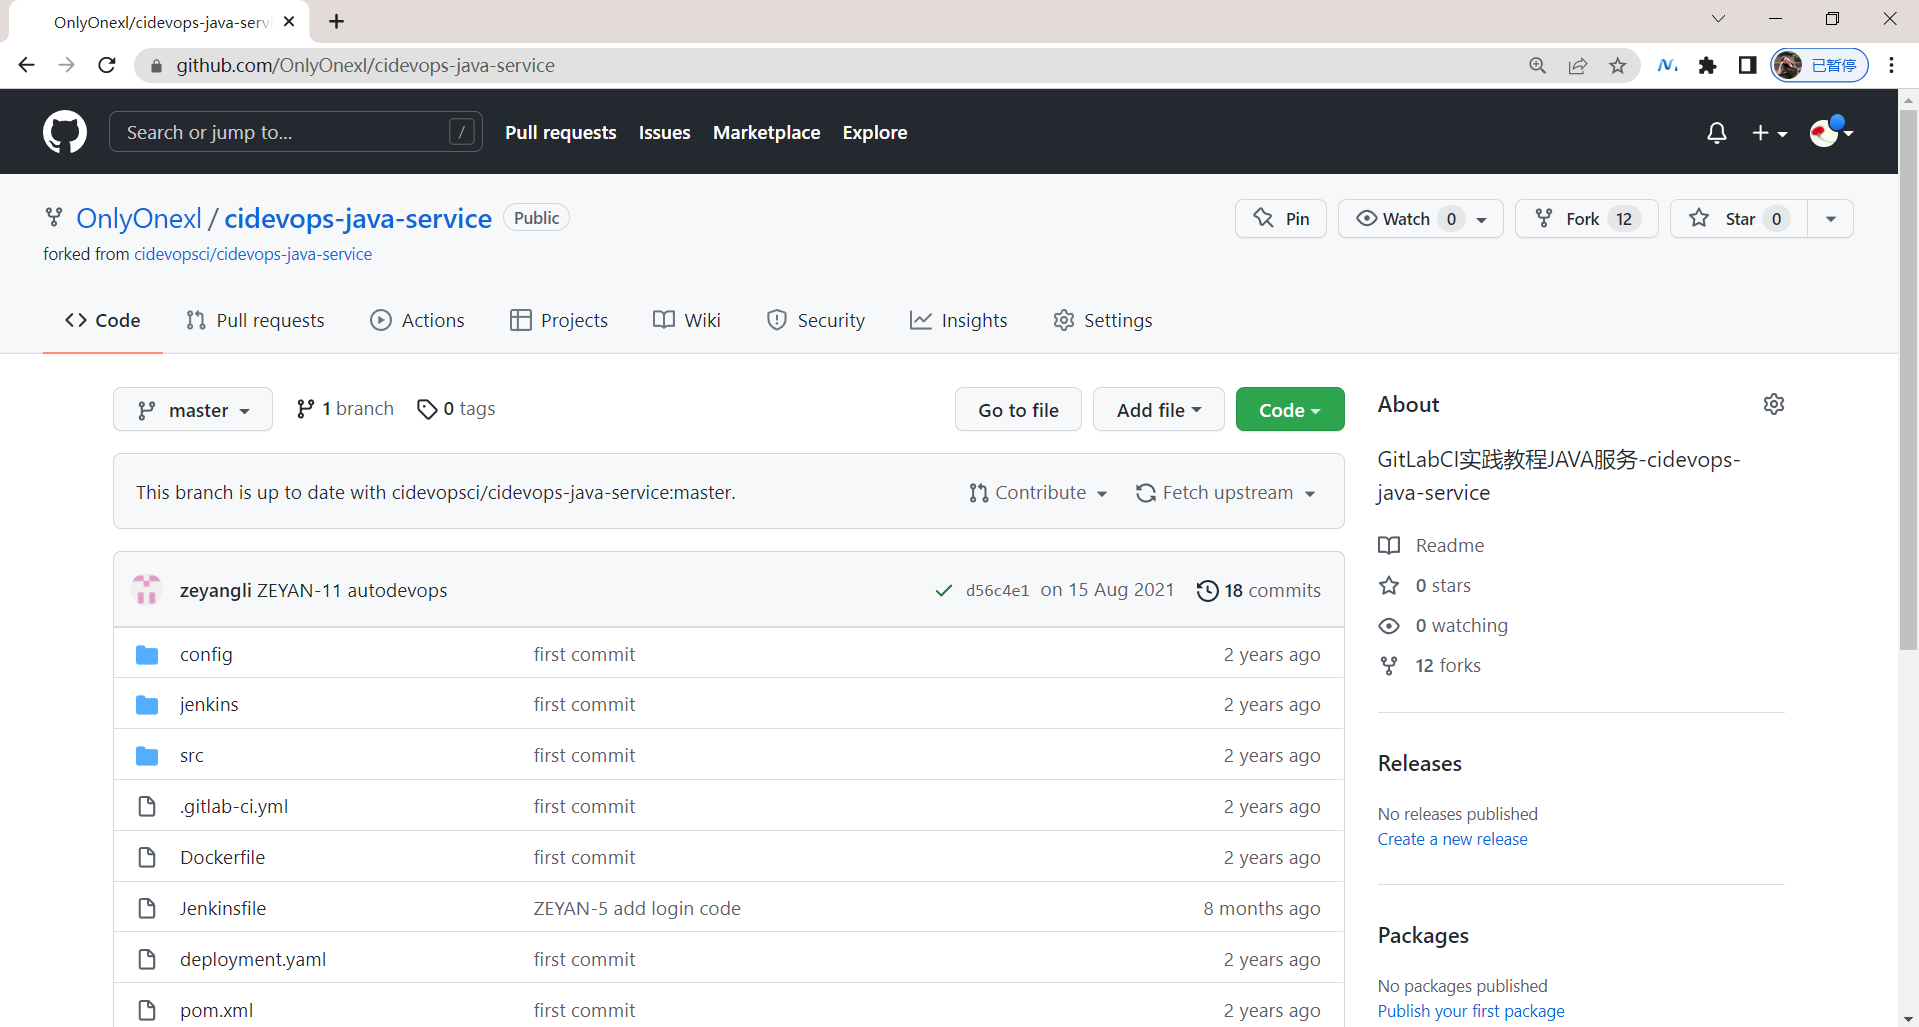 OnlyOnexl/cidevops-java-serv
github.com/OnlyOnexl/cidevops-java-service
已暂停
Search or jump to...
/
Pull requests
Issues
Marketplace
Explore
OnlyOnexl / cidevops-java-service Public
Pin
Watch 0
Fork 12
Star 0
forked from cidevopsci/cidevops-java-service
Code
Pull requests
Actions
Projects
Wiki
Security
Insights
Settings
master
1 branch
0 tags
Go to file
Add file
Code
This branch is up to date with cidevopsci/cidevops-java-service:master.
Contribute
Fetch upstream
zeyangli ZEYAN-11 autodevops
d56c4e1 on 15 Aug 2021
18 commits
config first commit 2 years ago
jenkins first commit 2 years ago
src first commit 2 years ago
.gitlab-ci.yml first commit 2 years ago
Dockerfile first commit 2 years ago
Jenkinsfile ZEYAN-5 add login code 8 months ago
deployment.yaml first commit 2 years ago
pom.xml first commit 2 years ago
About
GitLabCI实践教程JAVA服务-cidevops-
java-service
Readme
0 stars
0 watching
12 forks
Releases
No releases published
Create a new release
Packages
No packages published
Publish your first package